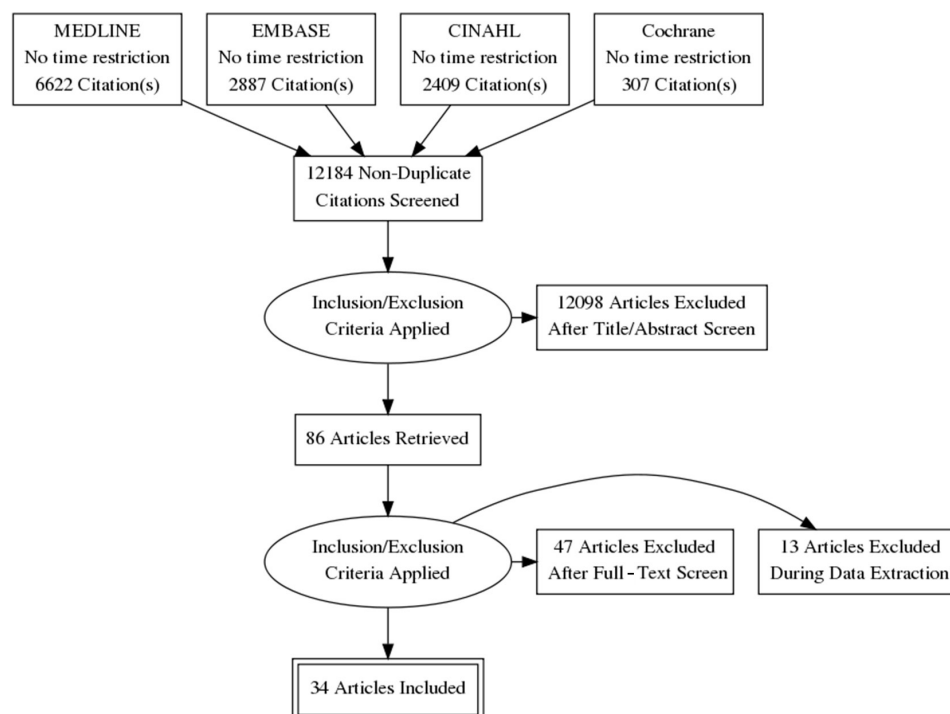 MEDLINE
No time restriction
6622 Citation(s)
EMBASE
No time restriction
2887 Citation(s)
CINAHL
No time restriction
2409 Citation(s)
Cochrane
No time restriction
307 Citation(s)
12184 Non-Duplicate
Citations Screened
Inclusion/Exclusion
Criteria Applied
12098 Articles Excluded
After Title/Abstract Screen
86 Articles Retrieved
Inclusion/Exclusion
Criteria Applied
47 Articles Excluded
After Full-Text Screen
13 Articles Excluded
During Data Extraction
34 Articles Included